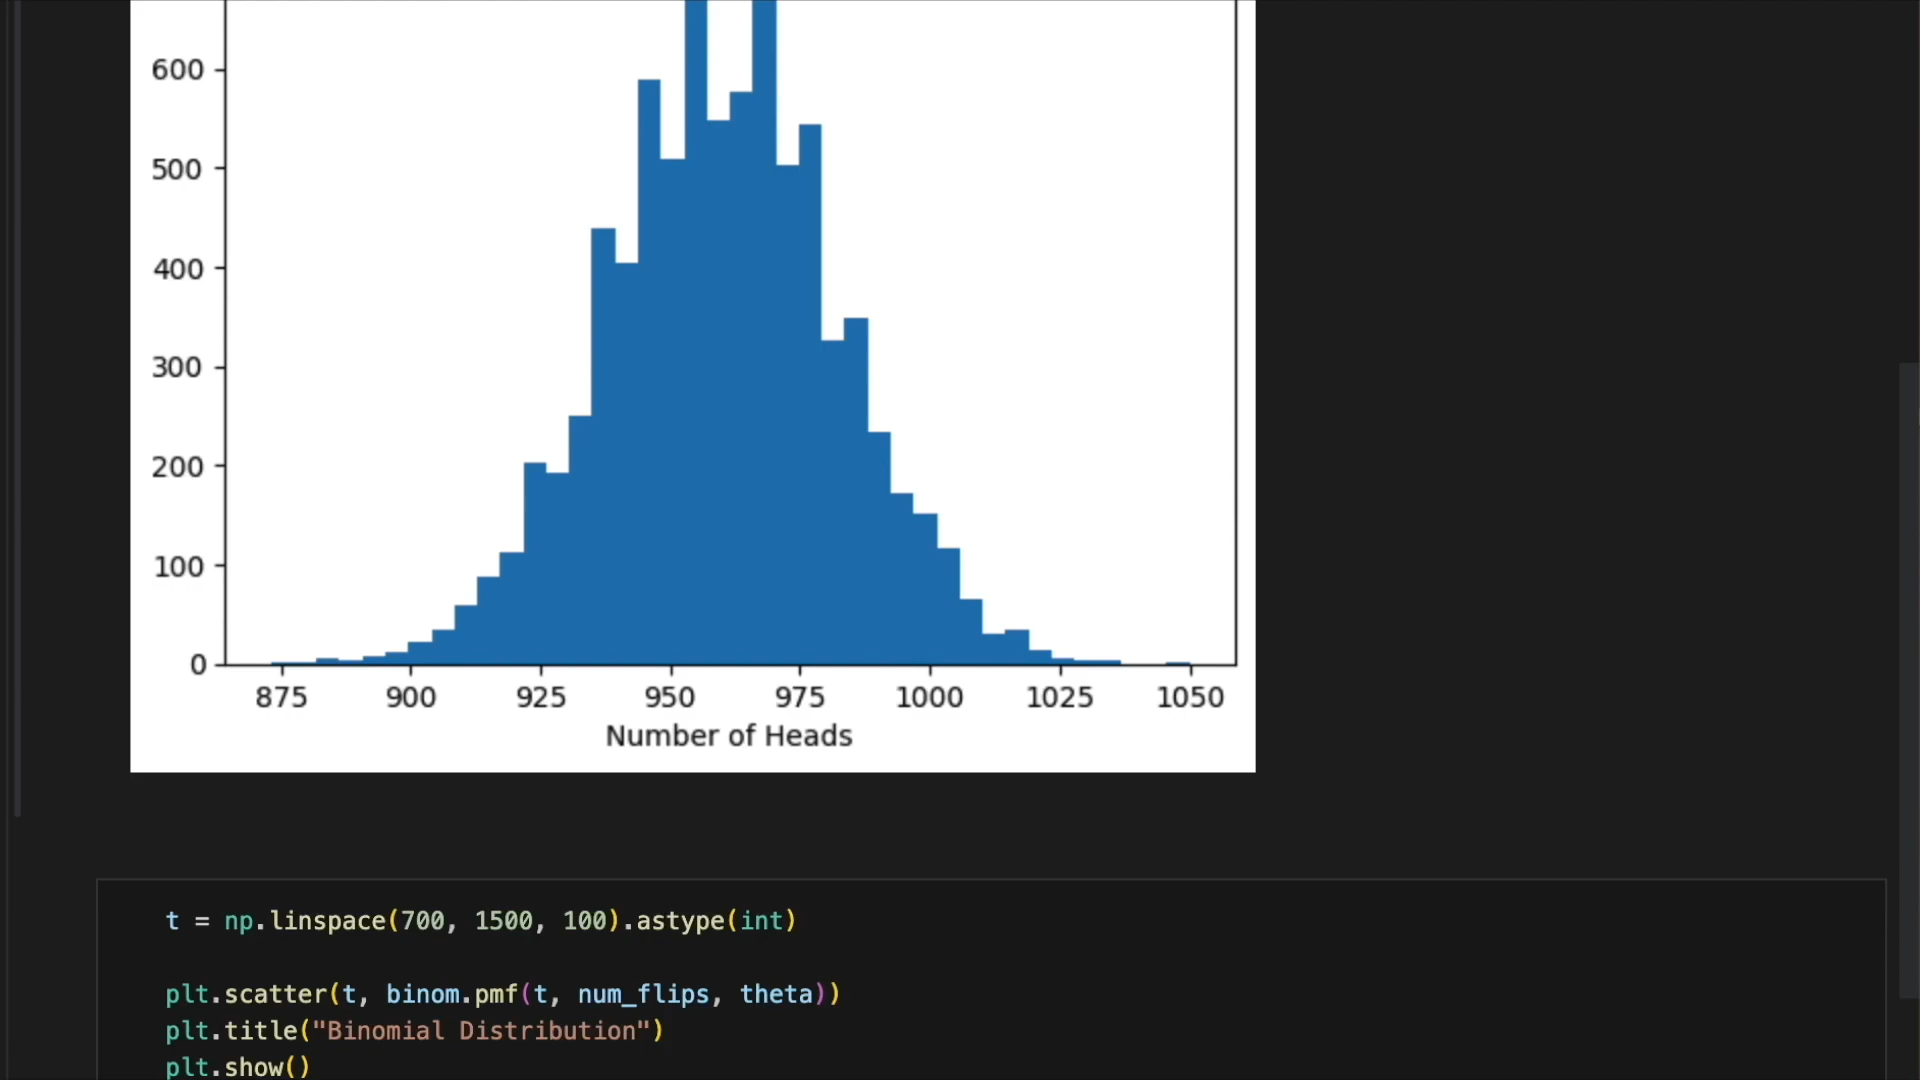 600
500
400
300
200
100
0
875 900 925 950 975 1000 1025 1050
Number of Heads
t = np.linspace(700, 1500, 100).astype(int)
plt.scatter(t, binom.pmf(t, num_flips, theta))
plt.title("Binomial Distribution")
plt.show()